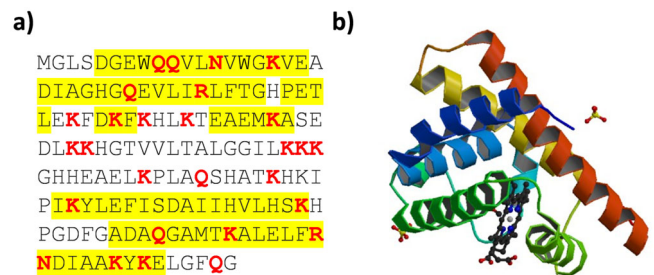 a)
MGLSDGEWQQVLNVWGKVEA
DIAGHGQEVLIRLFTGHPET
LEKFDKFKHLKTEAEMKASE
DLKKHGTVVLTALGGILKKK
GHHEAELKPLAQSHATKHKI
PIKYLEFISDAIIHVLHSKH
PGDFGADAQGAMTKALELFR
NDIAAKYKELGFQG
b)